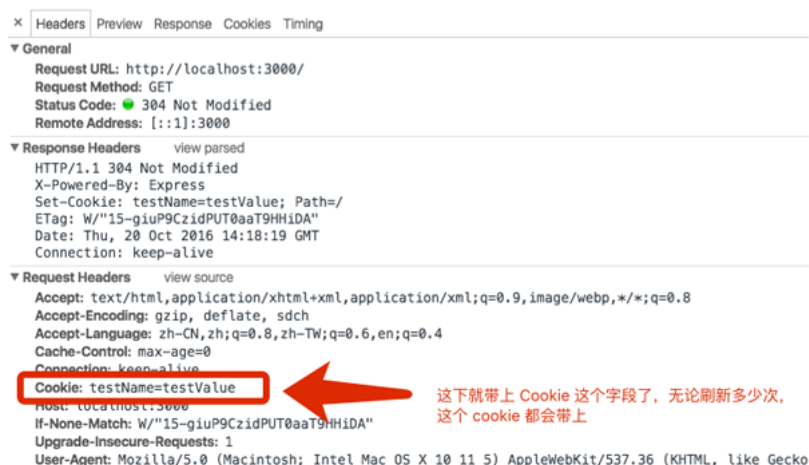 × Headers Preview Response Cookies Timing
▼ General
Request URL: http://localhost:3000/
Request Method: GET
Status Code: 304 Not Modified
Remote Address: [::1]:3000
▼ Response Headers view parsed
HTTP/1.1 304 Not Modified
X-Powered-By: Express
Set-Cookie: testName=testValue; Path=/
ETag: W/"15-giuP9CzidPUT0aaT9HHiDA"
Date: Thu, 20 Oct 2016 14:18:19 GMT
Connection: keep-alive
▼ Request Headers view source
Accept: text/html,application/xhtml+xml,application/xml;q=0.9,image/webp,*/*;q=0.8
Accept-Encoding: gzip, deflate, sdch
Accept-Language: zh-CN,zh;q=0.8,zh-TW;q=0.6,en;q=0.4
Cache-Control: max-age=0
Connection: keep-alive
Cookie: testName=testValue
Host: localhost:3000
这下就带上 Cookie 这个字段了，无论刷新多少次，
这个 cookie 都会带上
If-None-Match: W/"15-giuP9CzidPUT0aaT9HHiDA"
Upgrade-Insecure-Requests: 1
User-Agent: Mozilla/5.0 (Macintosh; Intel Mac OS X 10_11_5) AppleWebKit/537.36 (KHTML, like Gecko